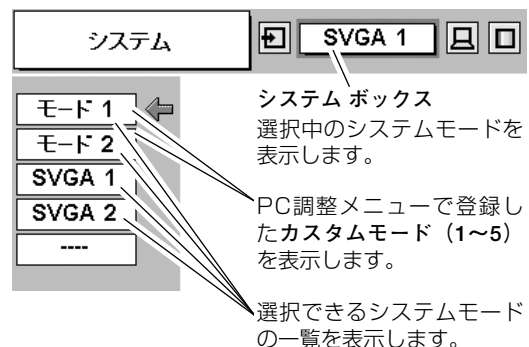 システム
SVGA 1
モード 1
モード 2
SVGA 1
SVGA 2
----
システム ボックス
選択中のシステムモードを
表示します。
PC調整メニューで登録し
たカスタムモード（1〜5）
を表示します。
選択できるシステムモード
の一覧を表示します。